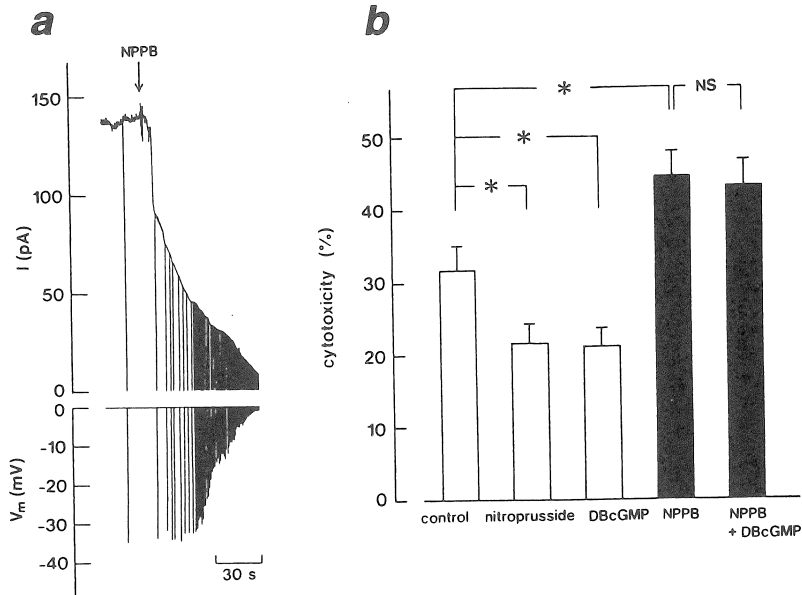 a
NPPB
150
100
50
0
I (pA)
0
-10
-20
-30
-40
Vm (mV)
30 s
b
* NS
*
*
50
40
30
20
10
0
cytotoxicity (%)
control nitroprusside DBcGMP NPPB NPPB
+ DBcGMP